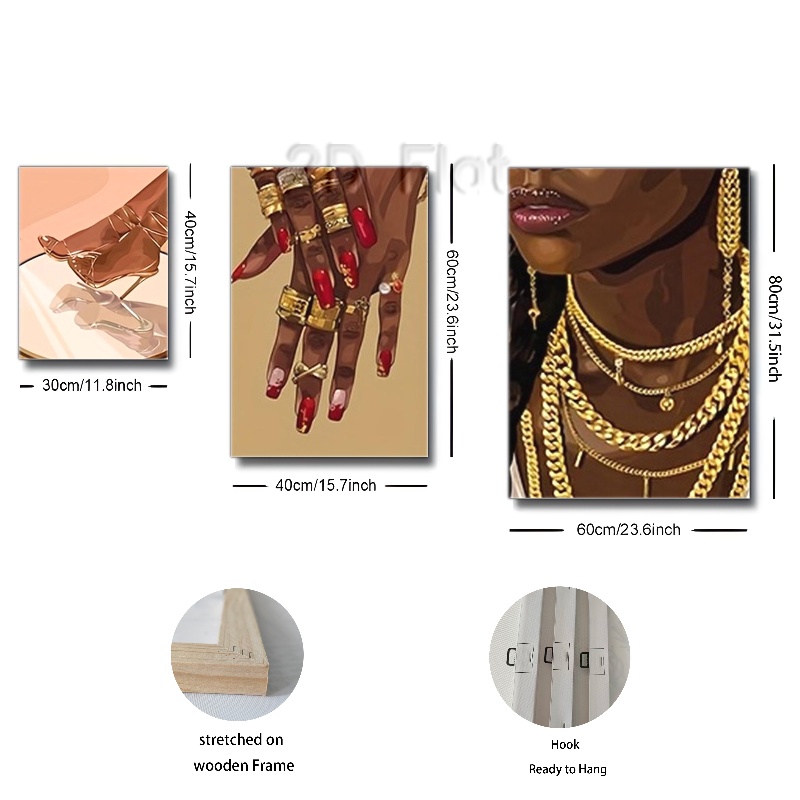 2D Flat
40cm/15.7inch
30cm/11.8inch
60cm/23.6inch
40cm/15.7inch
80cm/31.5inch
60cm/23.6inch
stretched on
wooden Frame
Hook
Ready to Hang